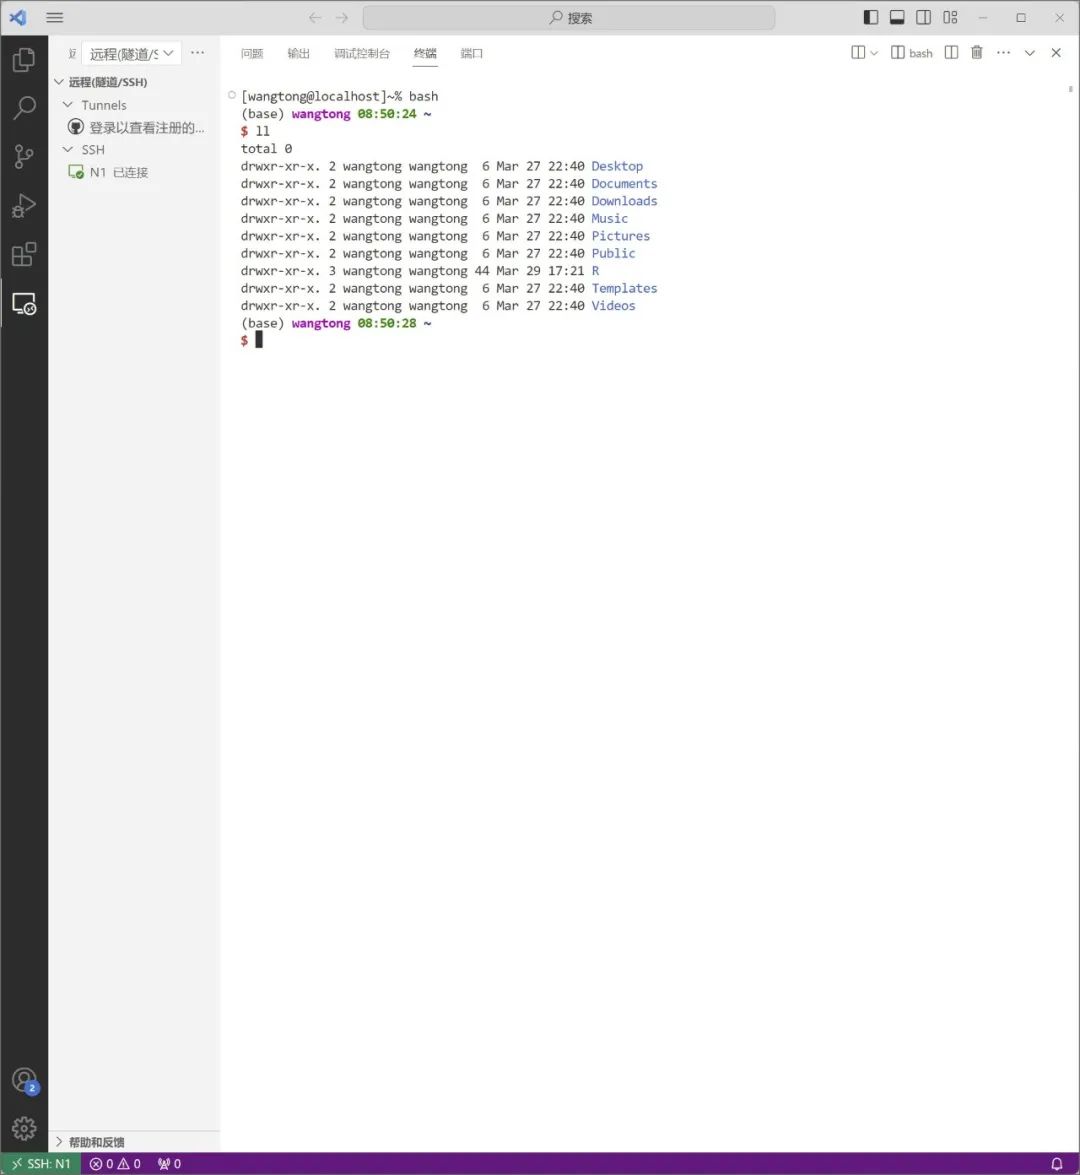 搜索
远程(隧道/S
远程(隧道/SSH)
Tunnels
登录以查看注册的...
SSH
N1 已连接
问题 输出 调试控制台 终端 端口
bash
[wangtong@localhost]~% bash
(base) wangtong 08:50:24 ~
$ ll
total 0
drwxr-xr-x. 2 wangtong wangtong  6 Mar 27 22:40 Desktop
drwxr-xr-x. 2 wangtong wangtong  6 Mar 27 22:40 Documents
drwxr-xr-x. 2 wangtong wangtong  6 Mar 27 22:40 Downloads
drwxr-xr-x. 2 wangtong wangtong  6 Mar 27 22:40 Music
drwxr-xr-x. 2 wangtong wangtong  6 Mar 27 22:40 Pictures
drwxr-xr-x. 2 wangtong wangtong  6 Mar 27 22:40 Public
drwxr-xr-x. 3 wangtong wangtong 44 Mar 29 17:21 R
drwxr-xr-x. 2 wangtong wangtong  6 Mar 27 22:40 Templates
drwxr-xr-x. 2 wangtong wangtong  6 Mar 27 22:40 Videos
(base) wangtong 08:50:28 ~
$
2
帮助和反馈
SSH: N1 0 0 0